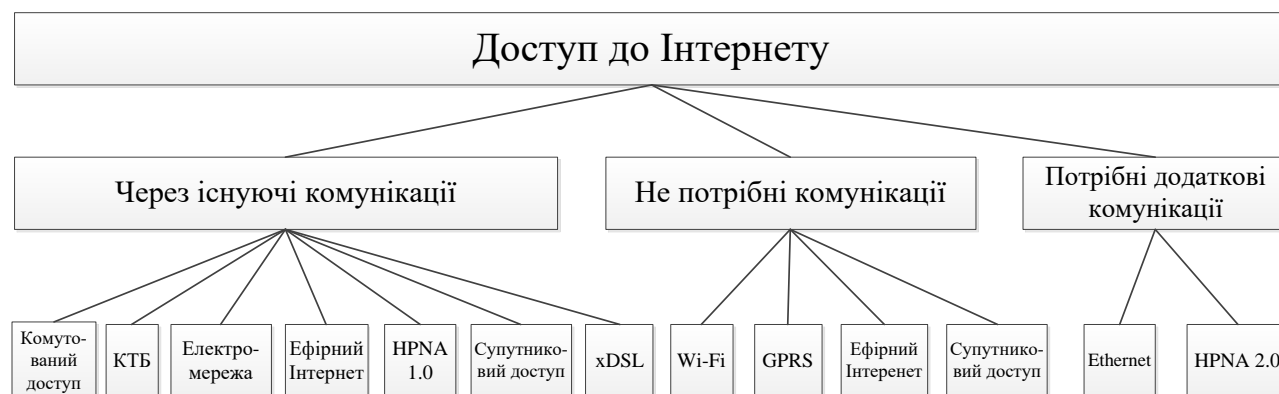 Доступ до Інтернету
Через існуючі комунікації
Не потрібні комунікації
Потрібні додаткові
комунікації
Комуто-
ваний
доступ
КТБ
Електро-
мережа
Ефірний
Інтернет
HPNA
1.0
Супутнико-
вий доступ
xDSL
Wi-Fi
GPRS
Ефірний
Інтеренет
Супутнико-
вий доступ
Ethernet
HPNA 2.0